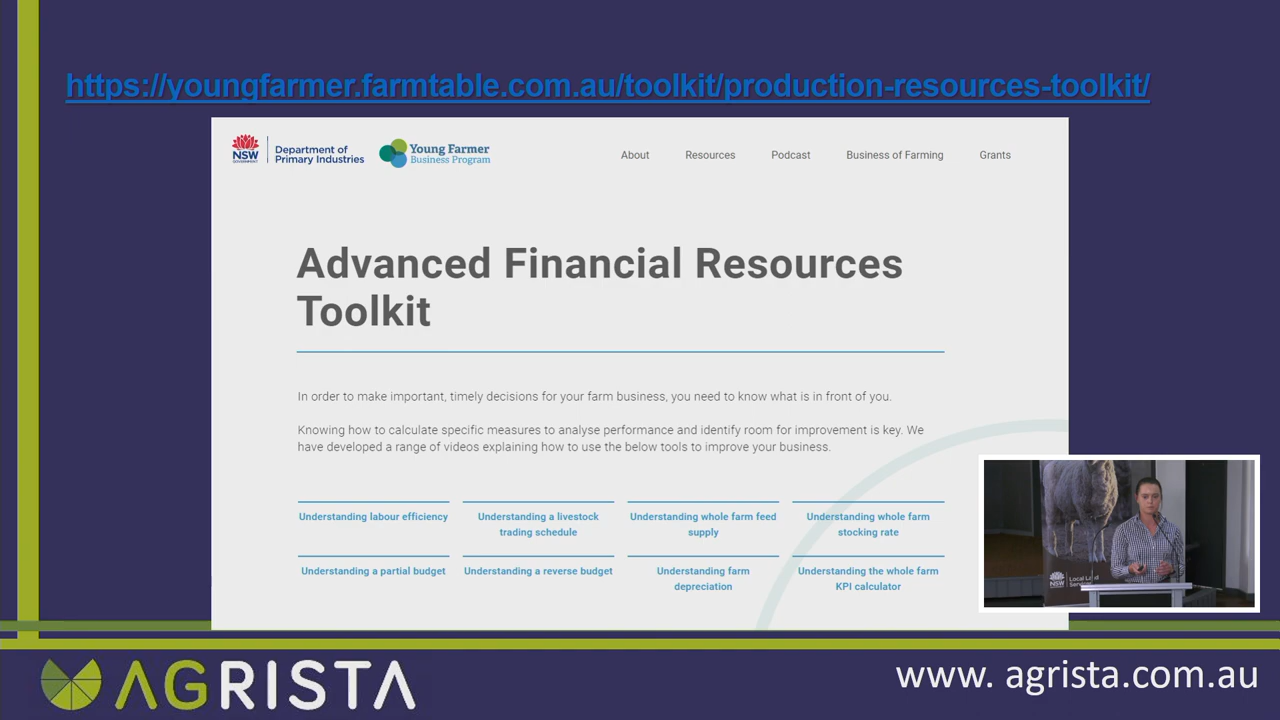 https://youngfarmer.farmtable.com.au/toolkit/production-resources-toolkit/
NSW
GOVERNMENT
Department of
Primary Industries
Young Farmer
Business Program
About
Resources
Podcast
Business of Farming
Grants
Advanced Financial Resources
Toolkit
In order to make important, timely decisions for your farm business, you need to know what is in front of you.
Knowing how to calculate specific measures to analyse performance and identify room for improvement is key. We
have developed a range of videos explaining how to use the below tools to improve your business.
Understanding labour efficiency
Understanding a livestock
trading schedule
Understanding whole farm feed
supply
Understanding whole farm
stocking rate
Understanding a partial budget
Understanding a reverse budget
Understanding farm
depreciation
Understanding the whole farm
KPI calculator
NSW
Local Land
AGRISTA
www. agrista.com.au